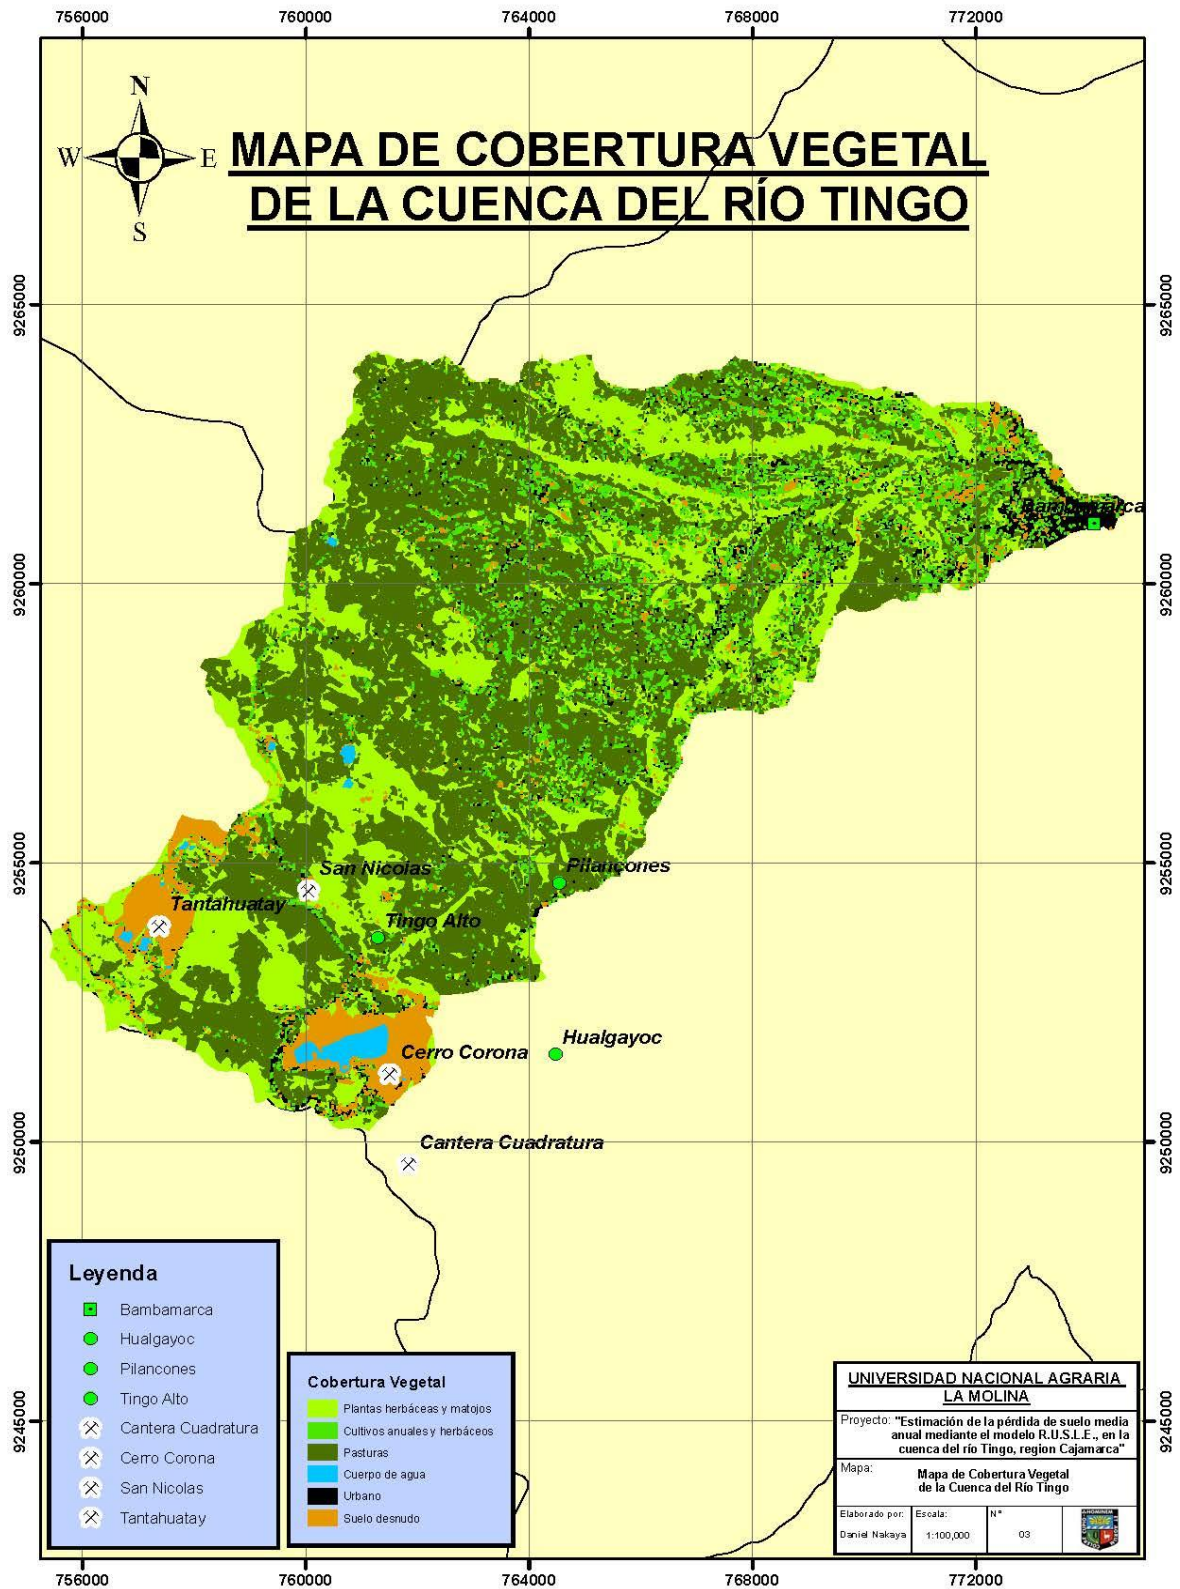 756000 760000 764000 768000 772000
N
W E
S
MAPA DE COBERTURA VEGETAL
DE LA CUENCA DEL RÍO TINGO
9265000 9265000
Bambamarca
9260000 9260000
9255000 9255000
San Nicolas
Pilancones
Tantahuatay
Tingo Alto
Hualgayoc
Cerro Corona
9250000 9250000
Cantera Cuadratura
9245000 9245000
Leyenda
Bambamarca
Hualgayoc
Pilancones
Tingo Alto
Cantera Cuadratura
Cerro Corona
San Nicolas
Tantahuatay
Cobertura Vegetal
Plantas herbáceas y matojos
Cultivos anuales y herbáceos
Pasturas
Cuerpo de agua
Urbano
Suelo desnudo
UNIVERSIDAD NACIONAL AGRARIA
LA MOLINA
Proyecto: "Estimación de la pérdida de suelo media
anual mediante el modelo R.U.S.L.E., en la
cuenca del río Tingo, region Cajamarca"
Mapa:
Mapa de Cobertura Vegetal
de la Cuenca del Río Tingo
Elaborado por: Escala: N°
Daniel Nakaya 1:100,000 03
756000 760000 764000 768000 772000